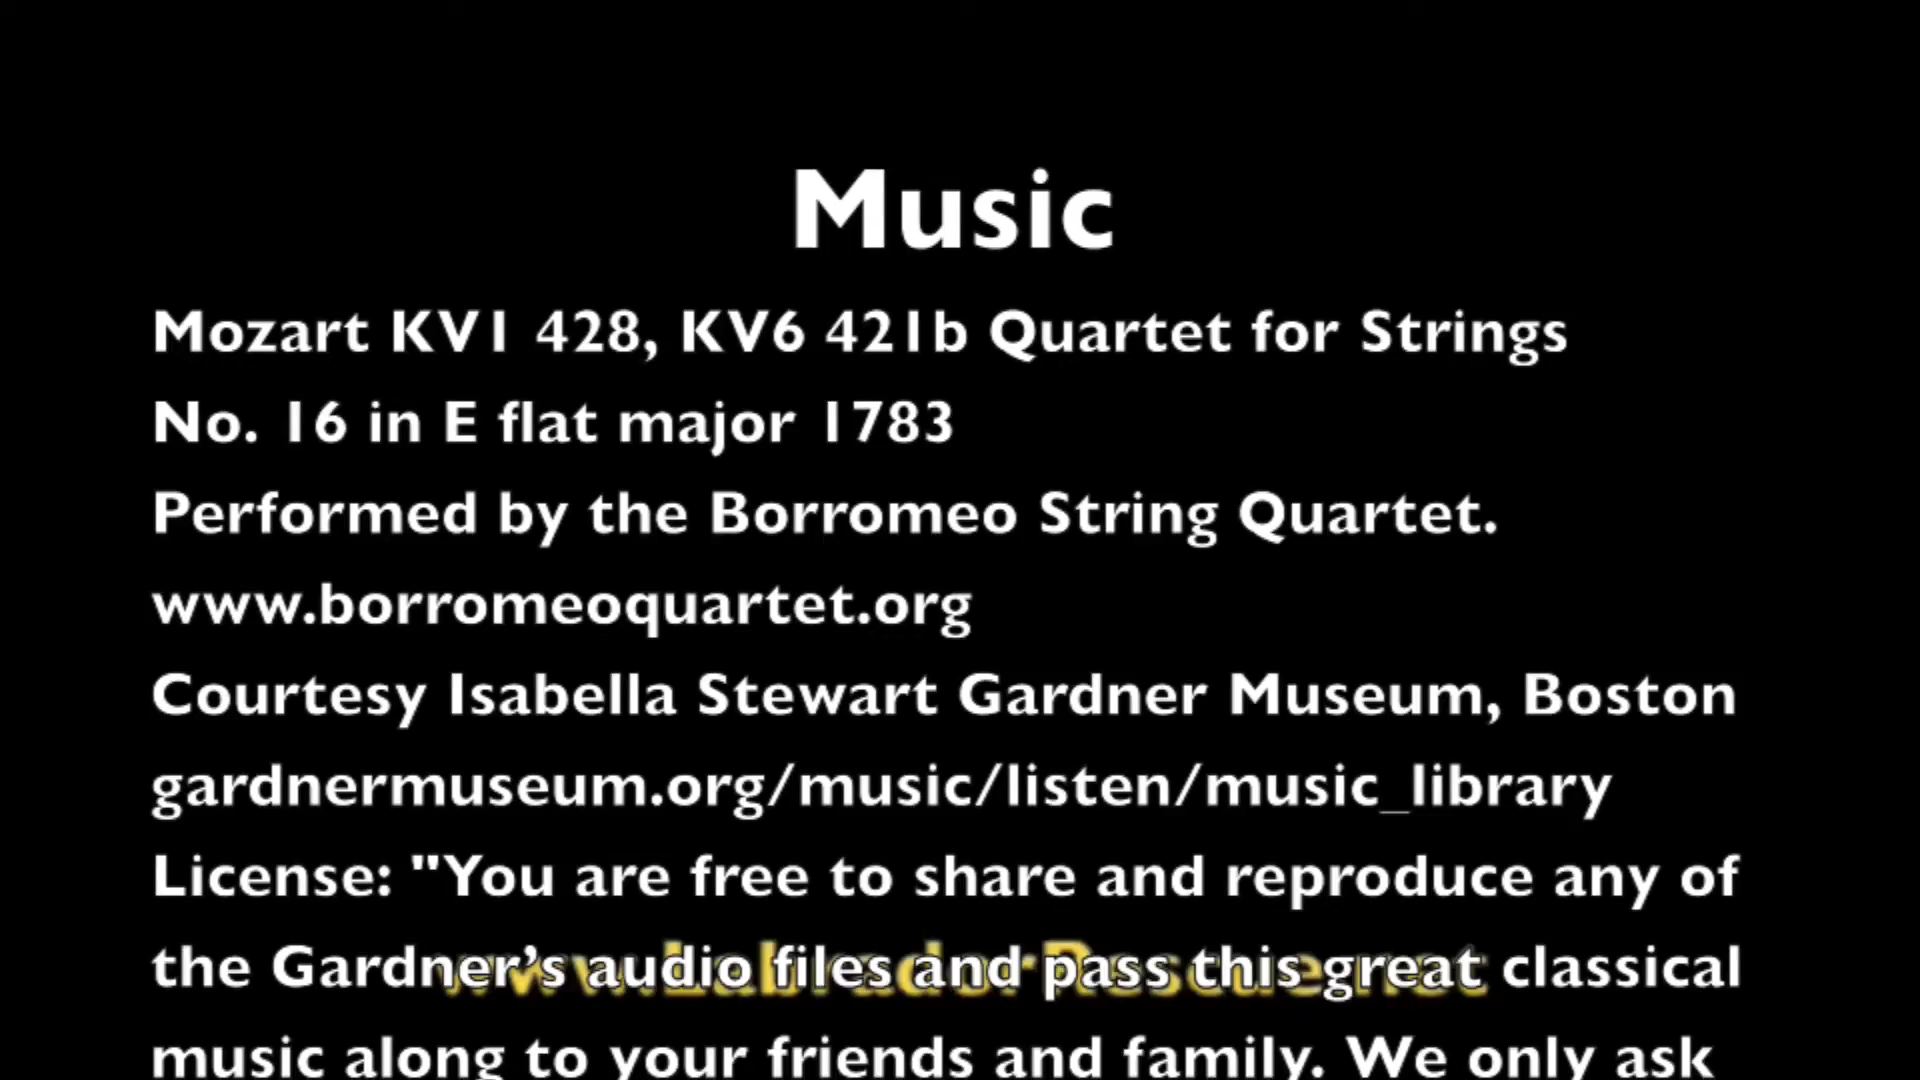 Music
Mozart KV1 428, KV6 421b Quartet for Strings
No. 16 in E flat major 1783
Performed by the Borromeo String Quartet.
www.borromeoquartet.org
Courtesy Isabella Stewart Gardner Museum, Boston
gardnermuseum.org/music/listen/music_library
License: "You are free to share and reproduce any of
the Gardner’s audio files and pass this great classical
www.LabradorRescue.net
music along to your friends and family. We only ask